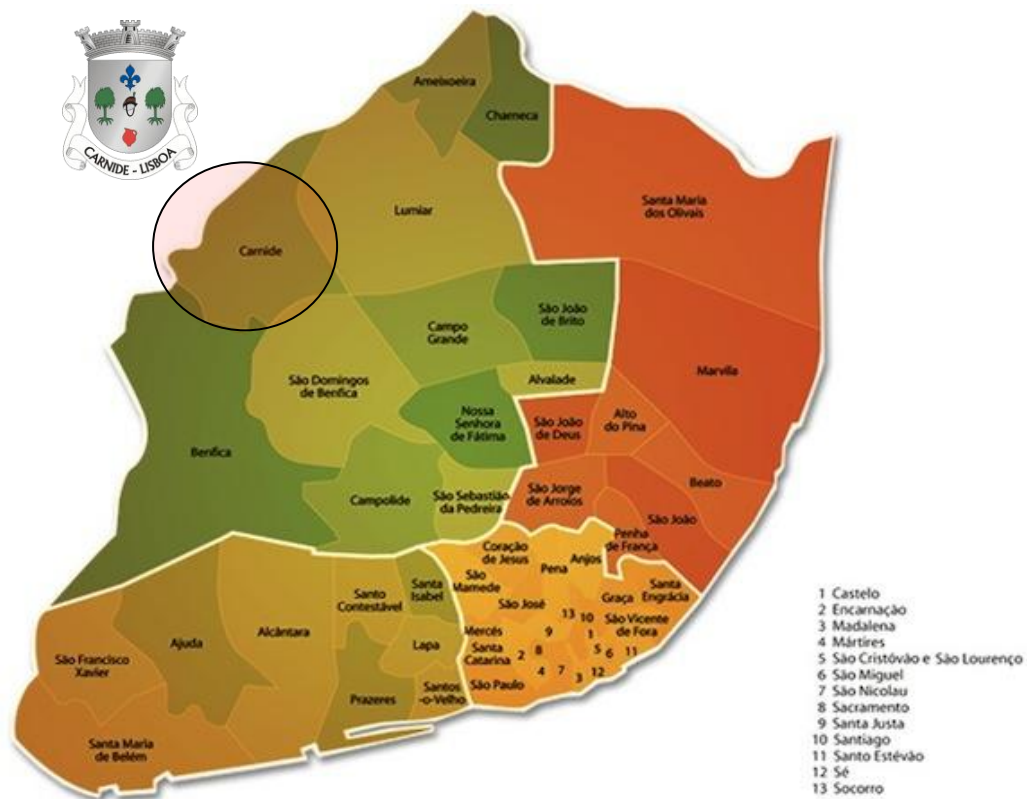 CARNIDE - LISBOA
Ameixoeira
Charneca
Lumiar
Santa Maria
dos Olivais
Carnide
São João
de Brito
Campo
Grande
Marvila
São Domingos
de Benfica
Alvalade
Nossa
Senhora
de Fátima
São João
de Deus
Alto
do Pina
Benfica
Beato
Campolide
São Sebastião
da Pedreira
São Jorge
de Arroios
São João
Penha
de França
Coração
de Jesus
Pena
Anjos
São
Mamede
Santo
Contestável
Santa
Isabel
São José
Graça
Santa
Engrácia
13
10
São Vicente
de Fora
Ajuda
Alcântara
Mercês
9
1
Lapa
Santa
Catarina
2
8
5
6
11
São Francisco
Xavier
4
7
3
12
São Paulo
Prazeres
Santos
-o-Velho
Santa Maria
de Belém
1 Castelo
2 Encarnação
3 Madalena
4 Mártires
5 São Cristóvão e São Lourenço
6 São Miguel
7 São Nicolau
8 Sacramento
9 Santa Justa
10 Santiago
11 Santo Estévão
12 Sé
13 Socorro